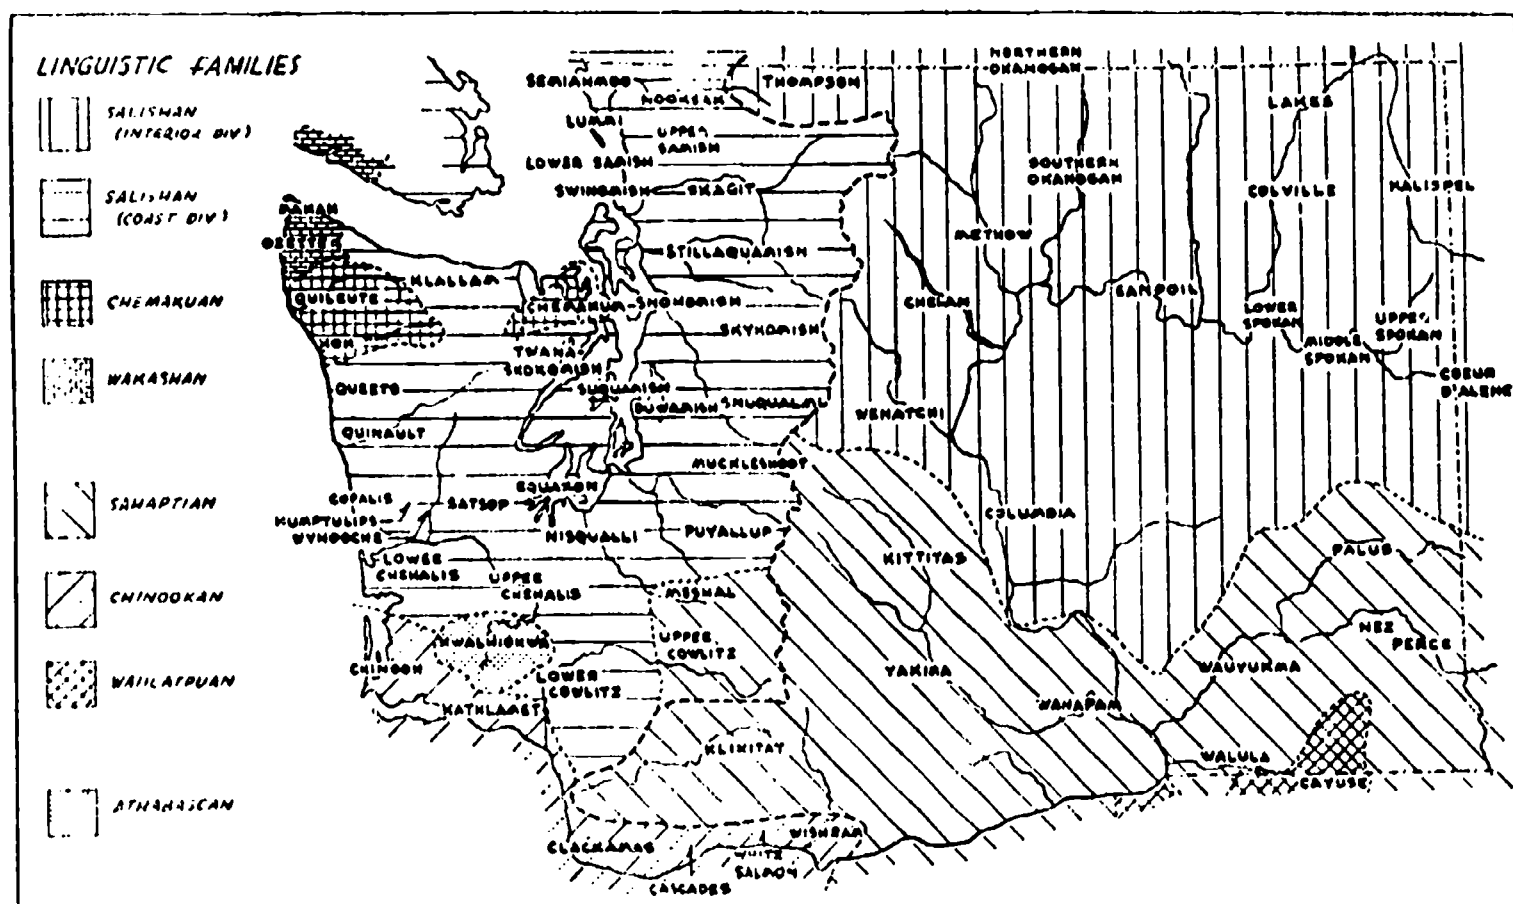 LINGUISTIC FAMILIES
SALISHAN
(INTERIOR DIV)
SALISHAN
(COAST DIV)
CHEMAKUAN
WAKASHAN
SAHAPTIAN
CHINOOKAN
WAIILATPUAN
ATHABASCAN
SEMIAHMOO
NOOKSAK
THOMPSON
NORTHERN
OKANOGAN
LUMMI
UPPER
SAMISH
LOWER SAMISH
SWINOMISH
SKAGIT
SOUTHERN
OKANOGAN
LAKES
COLVILLE
KALISPEL
MAKAH
OZETTE
KLALLAM
QUILEUTE
HOH
CHEMAKUM
STILLAQUAMISH
SNOHOMISH
SKYKOMISH
METHOW
CHELAN
SANPOIL
LOWER
SPOKAN
MIDDLE
SPOKAN
UPPER
SPOKAN
COEUR
D'ALENE
TWANA
SKOKOMISH
SUQUAMISH
DUWAMISH
SNUQUALMI
QUEETS
QUINAULT
WENATCHI
MUCKLESHOOT
SQUAXON
COPALIS
SATSOP
HUMPTULIPS
WYNOOCHE
NISQUALLI
PUYALLUP
COLUMBIA
LOWER
CHEHALIS
UPPER
CHEHALIS
MISHAL
KITTITAS
PALUS
KWALHIOKUA
CHINOOK
UPPER
COWLITZ
LOWER
COWLITZ
KATHLAMET
YAKIMA
WANAPAM
WAUYUKMA
NEZ
PERCE
KLIKITAT
WALULA
CAYUSE
CLACKAMAS
WISHRAM
WHITE
SALMON
CASCADES